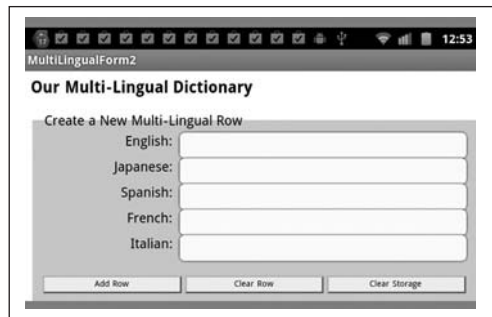 12:53
MultiLingualForm2
Our Multi-Lingual Dictionary
Create a New Multi-Lingual Row
English:
Japanese:
Spanish:
French:
Italian:
Add Row Clear Row Clear Storage